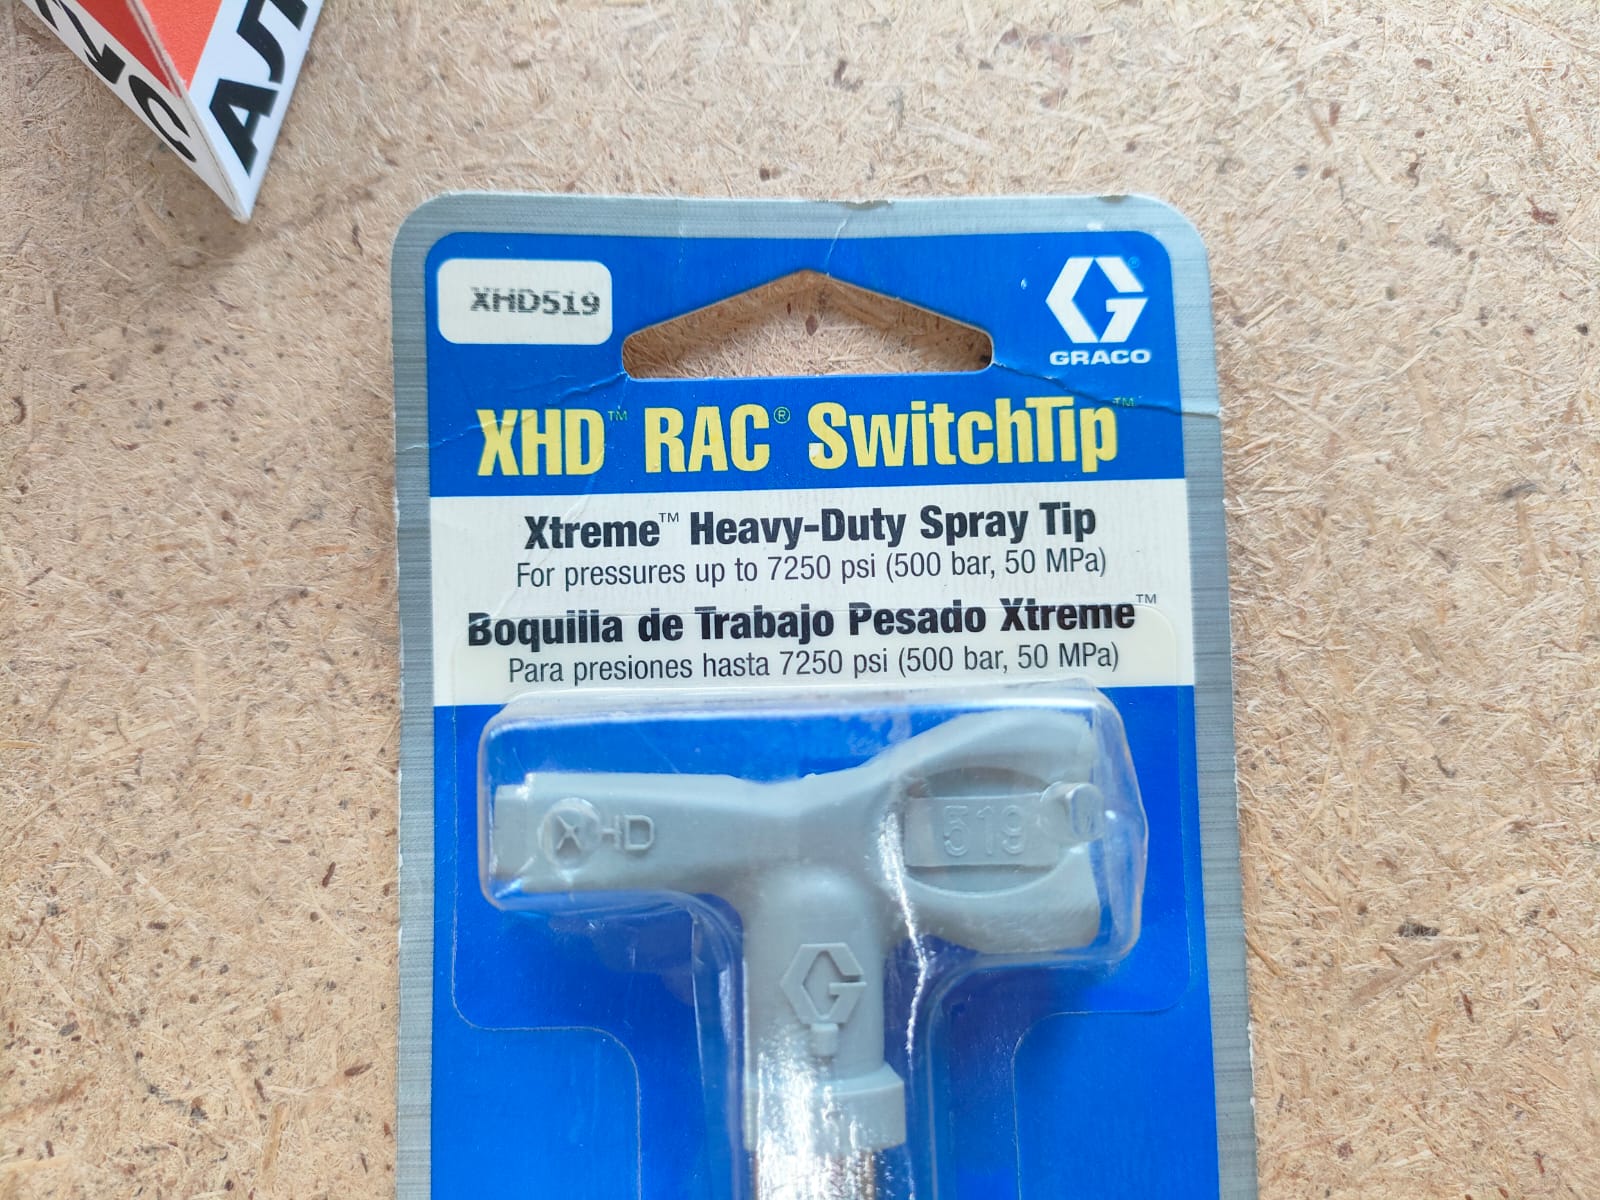 АЛ
XHD519
GRACO
XHD™ RAC® SwitchTip™
Xtreme™ Heavy-Duty Spray Tip
For pressures up to 7250 psi (500 bar, 50 MPa)
Boquilla de Trabajo Pesado Xtreme™
Para presiones hasta 7250 psi (500 bar, 50 MPa)
XHD
519
G